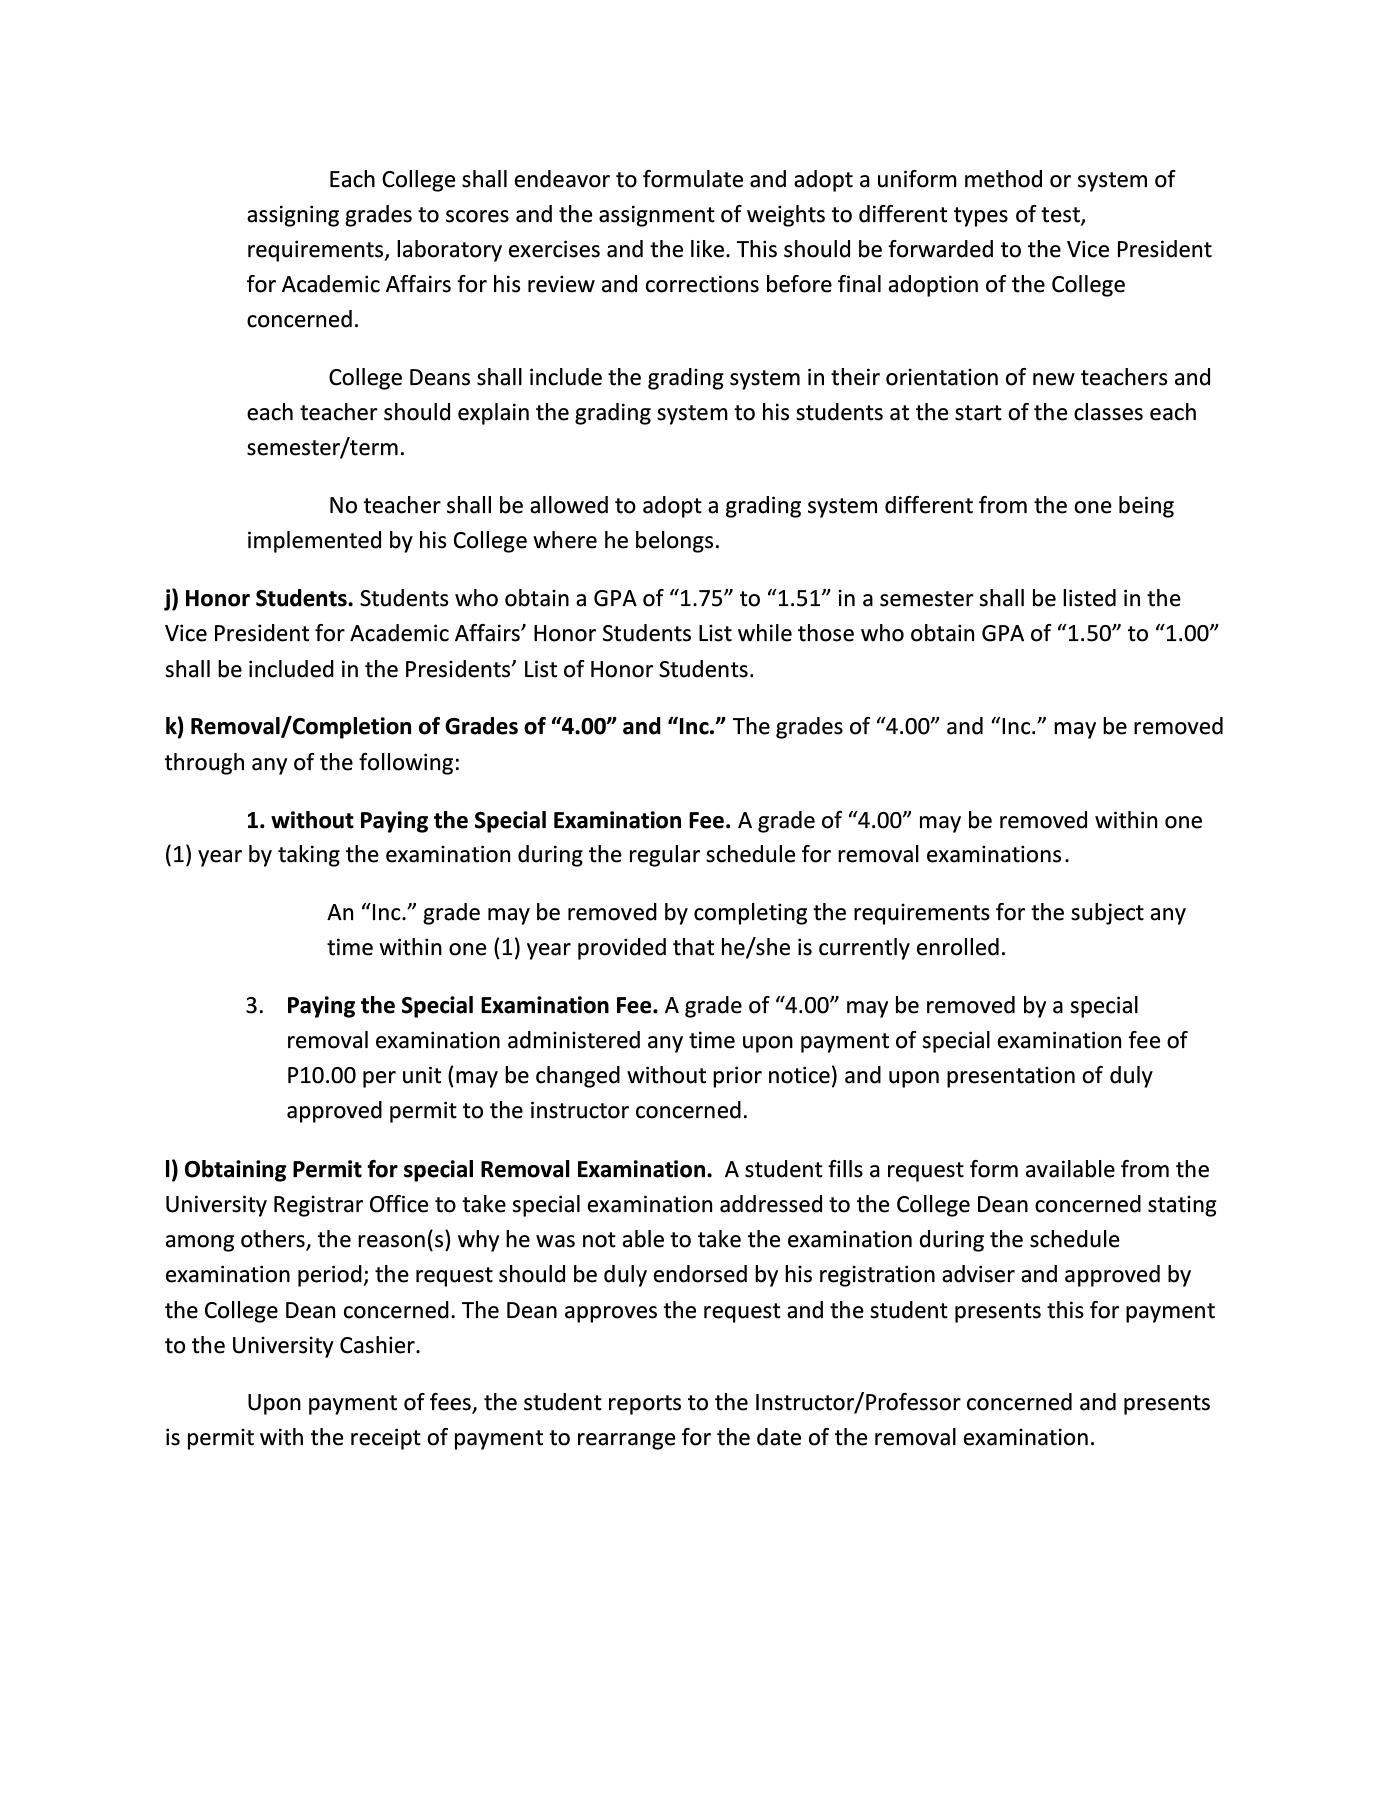 Each College shall endeavor to formulate and adopt a uniform method or system of
assigning grades to scores and the assignment of weights to different types of test,
requirements, laboratory exercises and the like. This should be forwarded to the Vice President
for Academic Affairs for his review and corrections before final adoption of the College
concerned.
College Deans shall include the grading system in their orientation of new teachers and
each teacher should explain the grading system to his students at the start of the classes each
semester/term.
No teacher shall be allowed to adopt a grading system different from the one being
implemented by his College where he belongs.
j) Honor Students. Students who obtain a GPA of “1.75” to “1.51” in a semester shall be listed in the
Vice President for Academic Affairs’ Honor Students List while those who obtain GPA of “1.50” to “1.00”
shall be included in the Presidents’ List of Honor Students.
k) Removal/Completion of Grades of “4.00” and “Inc.” The grades of “4.00” and “Inc.” may be removed
through any of the following:
1. without Paying the Special Examination Fee. A grade of “4.00” may be removed within one
(1) year by taking the examination during the regular schedule for removal examinations.
An “Inc.” grade may be removed by completing the requirements for the subject any
time within one (1) year provided that he/she is currently enrolled.
3. Paying the Special Examination Fee. A grade of “4.00” may be removed by a special
removal examination administered any time upon payment of special examination fee of
P10.00 per unit (may be changed without prior notice) and upon presentation of duly
approved permit to the instructor concerned.
l) Obtaining Permit for special Removal Examination. A student fills a request form available from the
University Registrar Office to take special examination addressed to the College Dean concerned stating
among others, the reason(s) why he was not able to take the examination during the schedule
examination period; the request should be duly endorsed by his registration adviser and approved by
the College Dean concerned. The Dean approves the request and the student presents this for payment
to the University Cashier.
Upon payment of fees, the student reports to the Instructor/Professor concerned and presents
is permit with the receipt of payment to rearrange for the date of the removal examination.